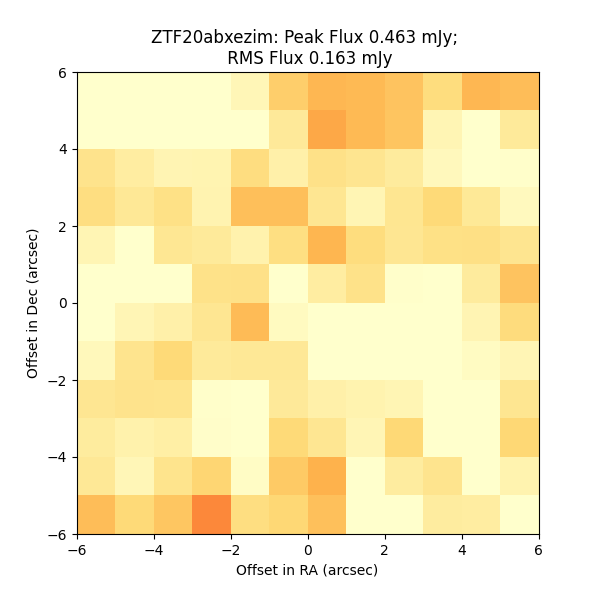 ZTF20abxezim: Peak Flux 0.463 mJy;
RMS Flux 0.163 mJy
6
4
2
0
−2
−4
−6
Offset in Dec (arcsec)
−6 −4 −2 0 2 4 6
Offset in RA (arcsec)